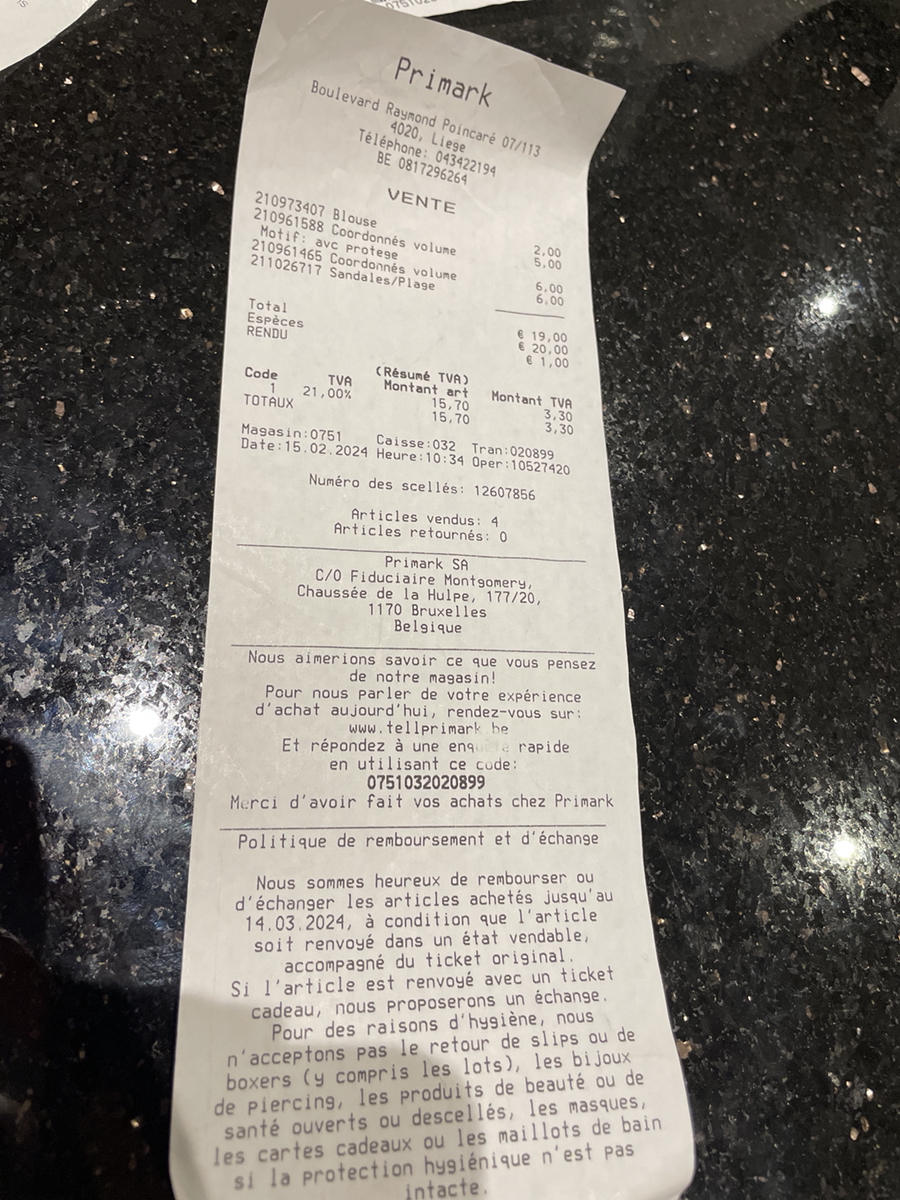 Primark
Boulevard Raymond Poincaré 07/113
4020, Liege
Téléphone: 043422194
BE 0817296264
VENTE
210973407 Blouse 2,00
210961588 Coordonnés volume 5,00
Motif: avc protege
210961465 Coordonnés volume 6,00
211026717 Sandales/Plage 6,00
Total € 19,00
Espèces € 20,00
RENDU € 1,00
(Résumé TVA)
Code TVA Montant art Montant TVA
1 21,00% 15,70 3,30
TOTAUX 15,70 3,30
Magasin:0751 Caisse:032 Tran:020899
Date:15.02.2024 Heure:10:34 Oper:10527420
Numéro des scellés: 12607856
Articles vendus: 4
Articles retournés: 0
Primark SA
C/O Fiduciaire Montgomery,
Chaussée de la Hulpe, 177/20,
1170 Bruxelles
Belgique
Nous aimerions savoir ce que vous pensez
de notre magasin!
Pour nous parler de votre expérience
d'achat aujourd'hui, rendez-vous sur:
www.tellprimark.be
Et répondez à une enquête rapide
en utilisant ce code:
0751032020899
Merci d'avoir fait vos achats chez Primark
Politique de remboursement et d'échange
Nous sommes heureux de rembourser ou
d'échanger les articles achetés jusqu'au
14.03.2024, à condition que l'article
soit renvoyé dans un état vendable,
accompagné du ticket original.
Si l'article est renvoyé avec un ticket
cadeau, nous proposerons un échange.
Pour des raisons d'hygiène, nous
n'acceptons pas le retour de slips ou de
boxers (y compris les lots), les bijoux
de piercing, les produits de beauté ou de
santé ouverts ou descellés, les masques,
les cartes cadeaux ou les maillots de bain
si la protection hygiénique n'est pas
intacte.